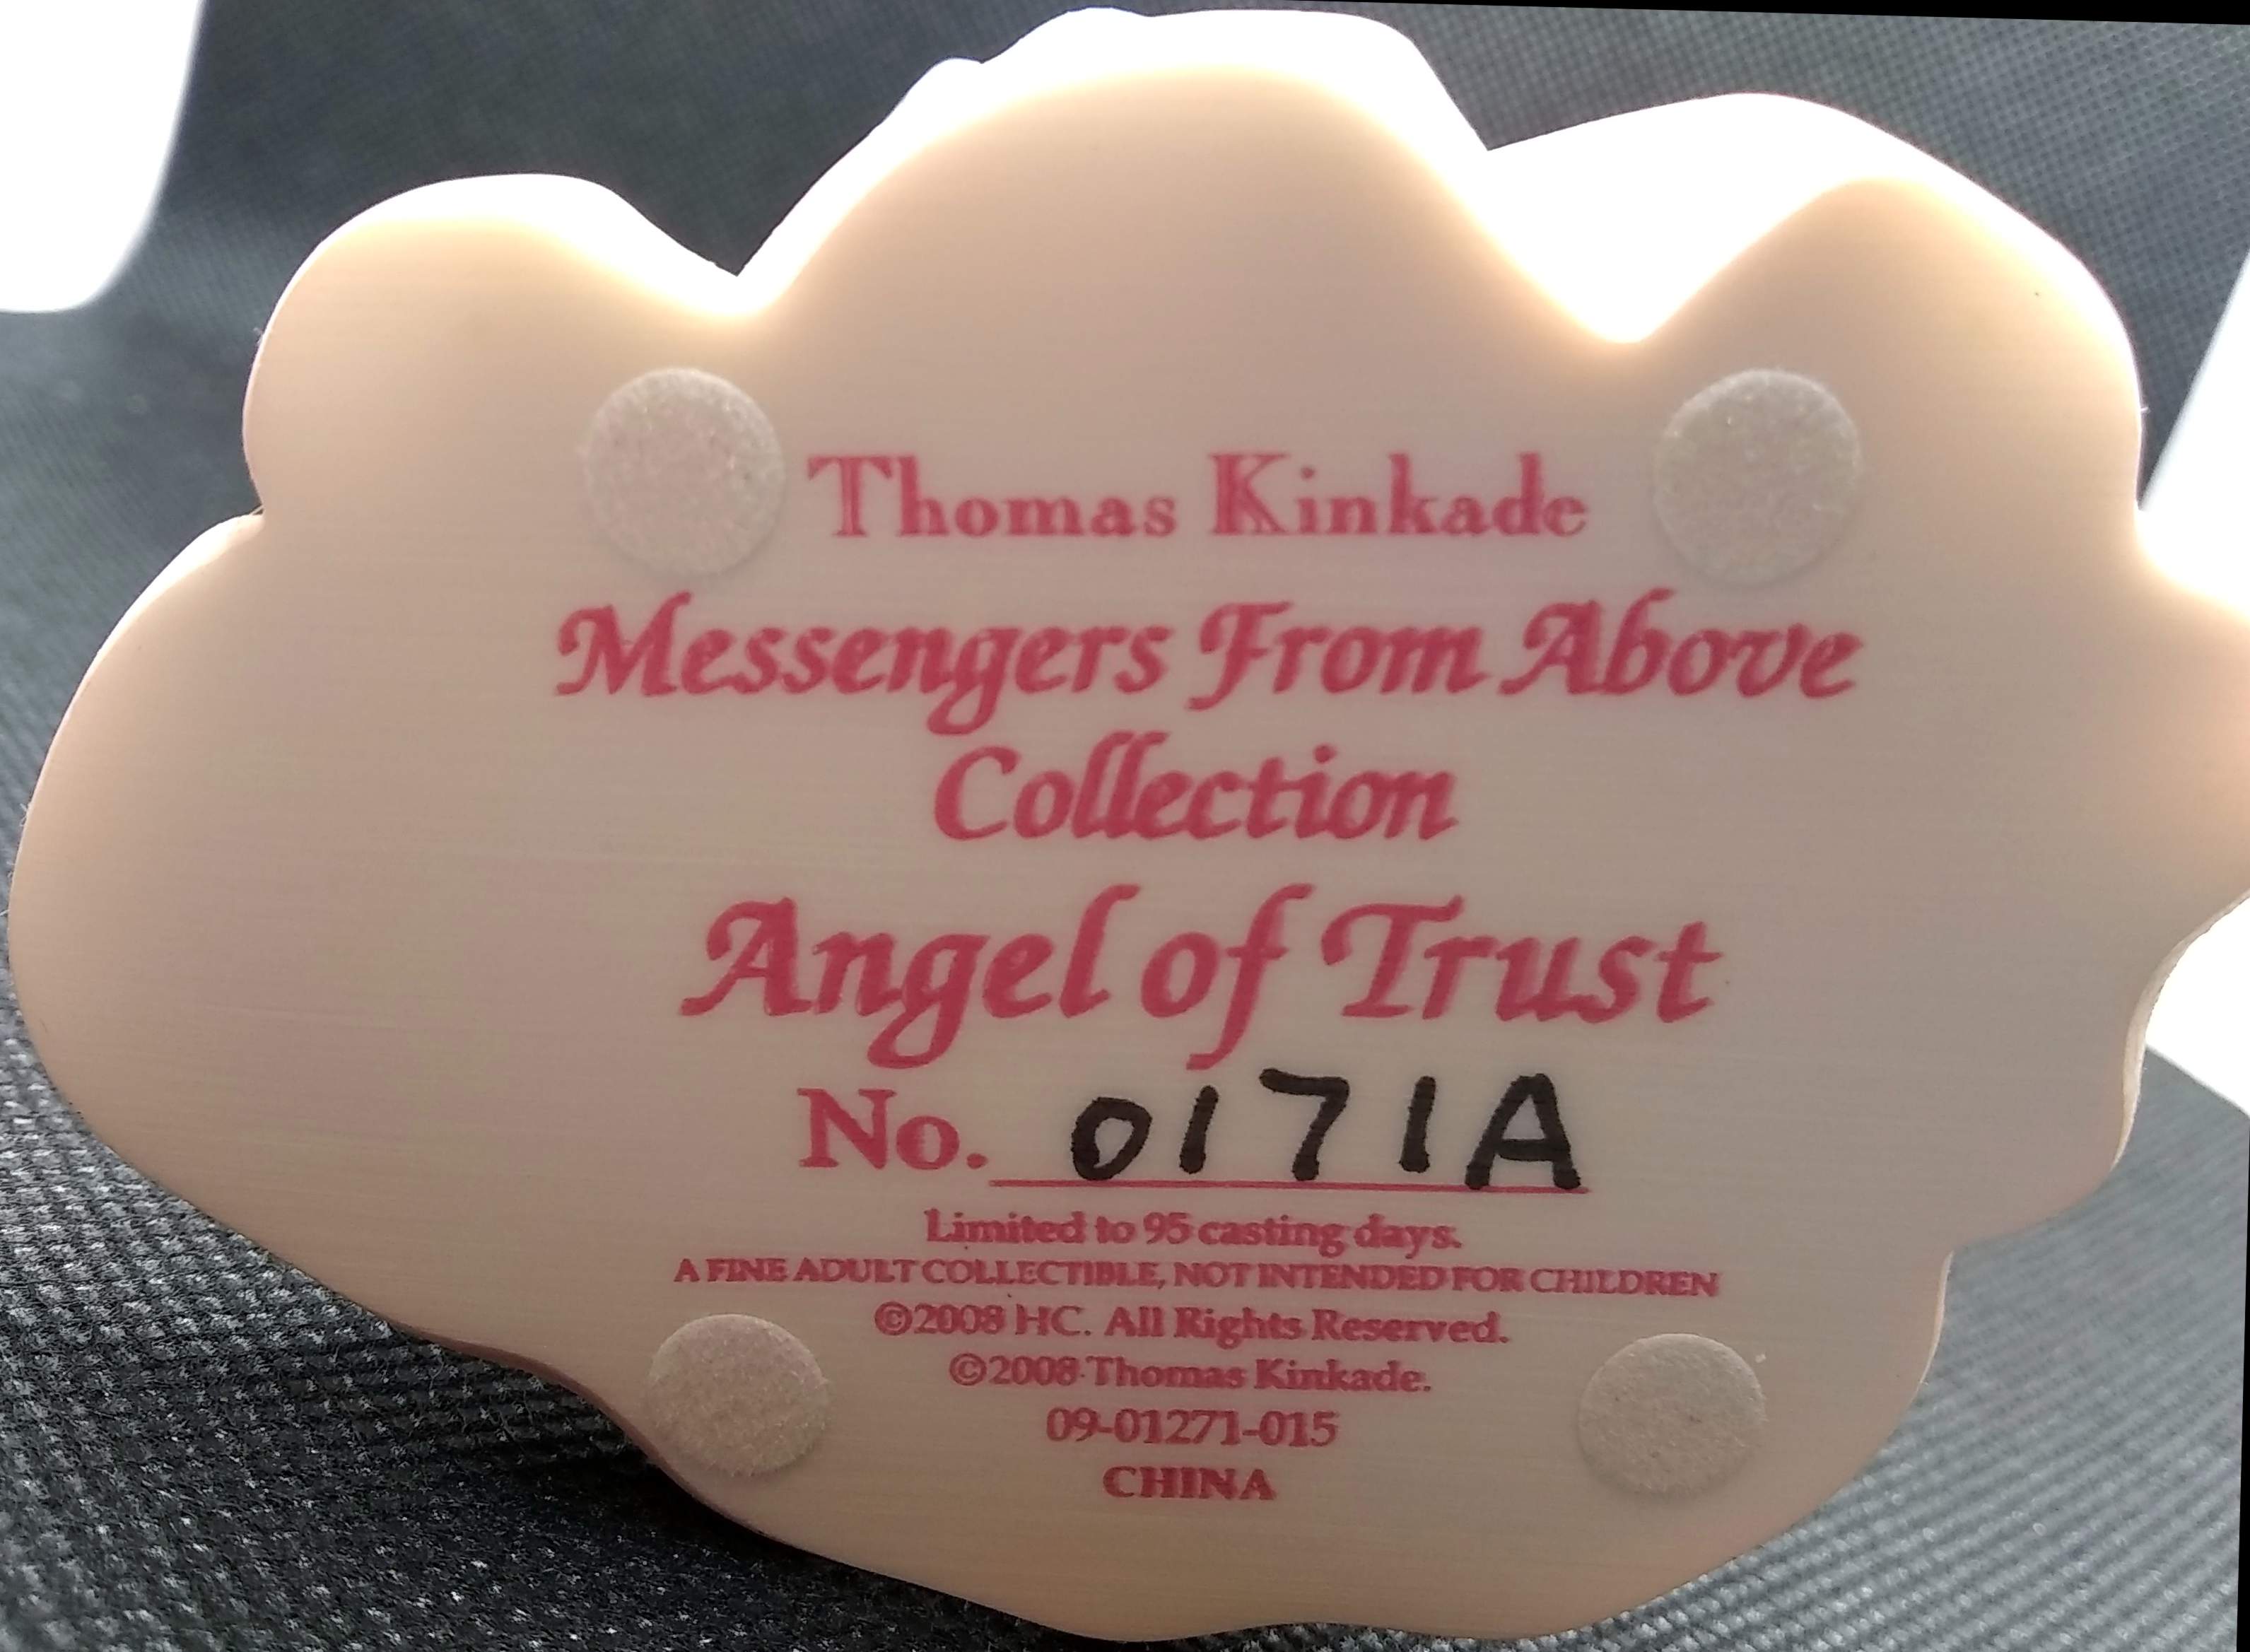 Thomas Kinkade
Messengers From Above
Collection
Angel of Trust
No. 0171A
Limited to 95 casting days.
A FINE ADULT COLLECTIBLE, NOT INTENDED FOR CHILDREN
©2008 HC. All Rights Reserved.
©2008 Thomas Kinkade.
09-01271-015
CHINA